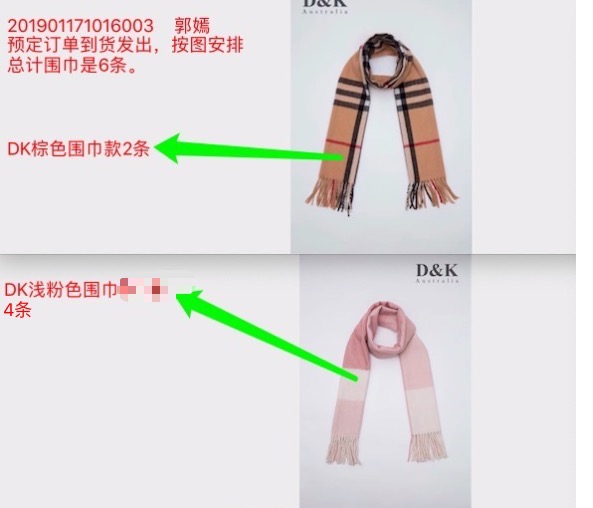 D&K
Australia
201901171016003 郭嫣
预定订单到货发出，按图安排
总计围巾是6条。
DK棕色围巾款2条
D&K
Australia
DK浅粉色围巾
4条